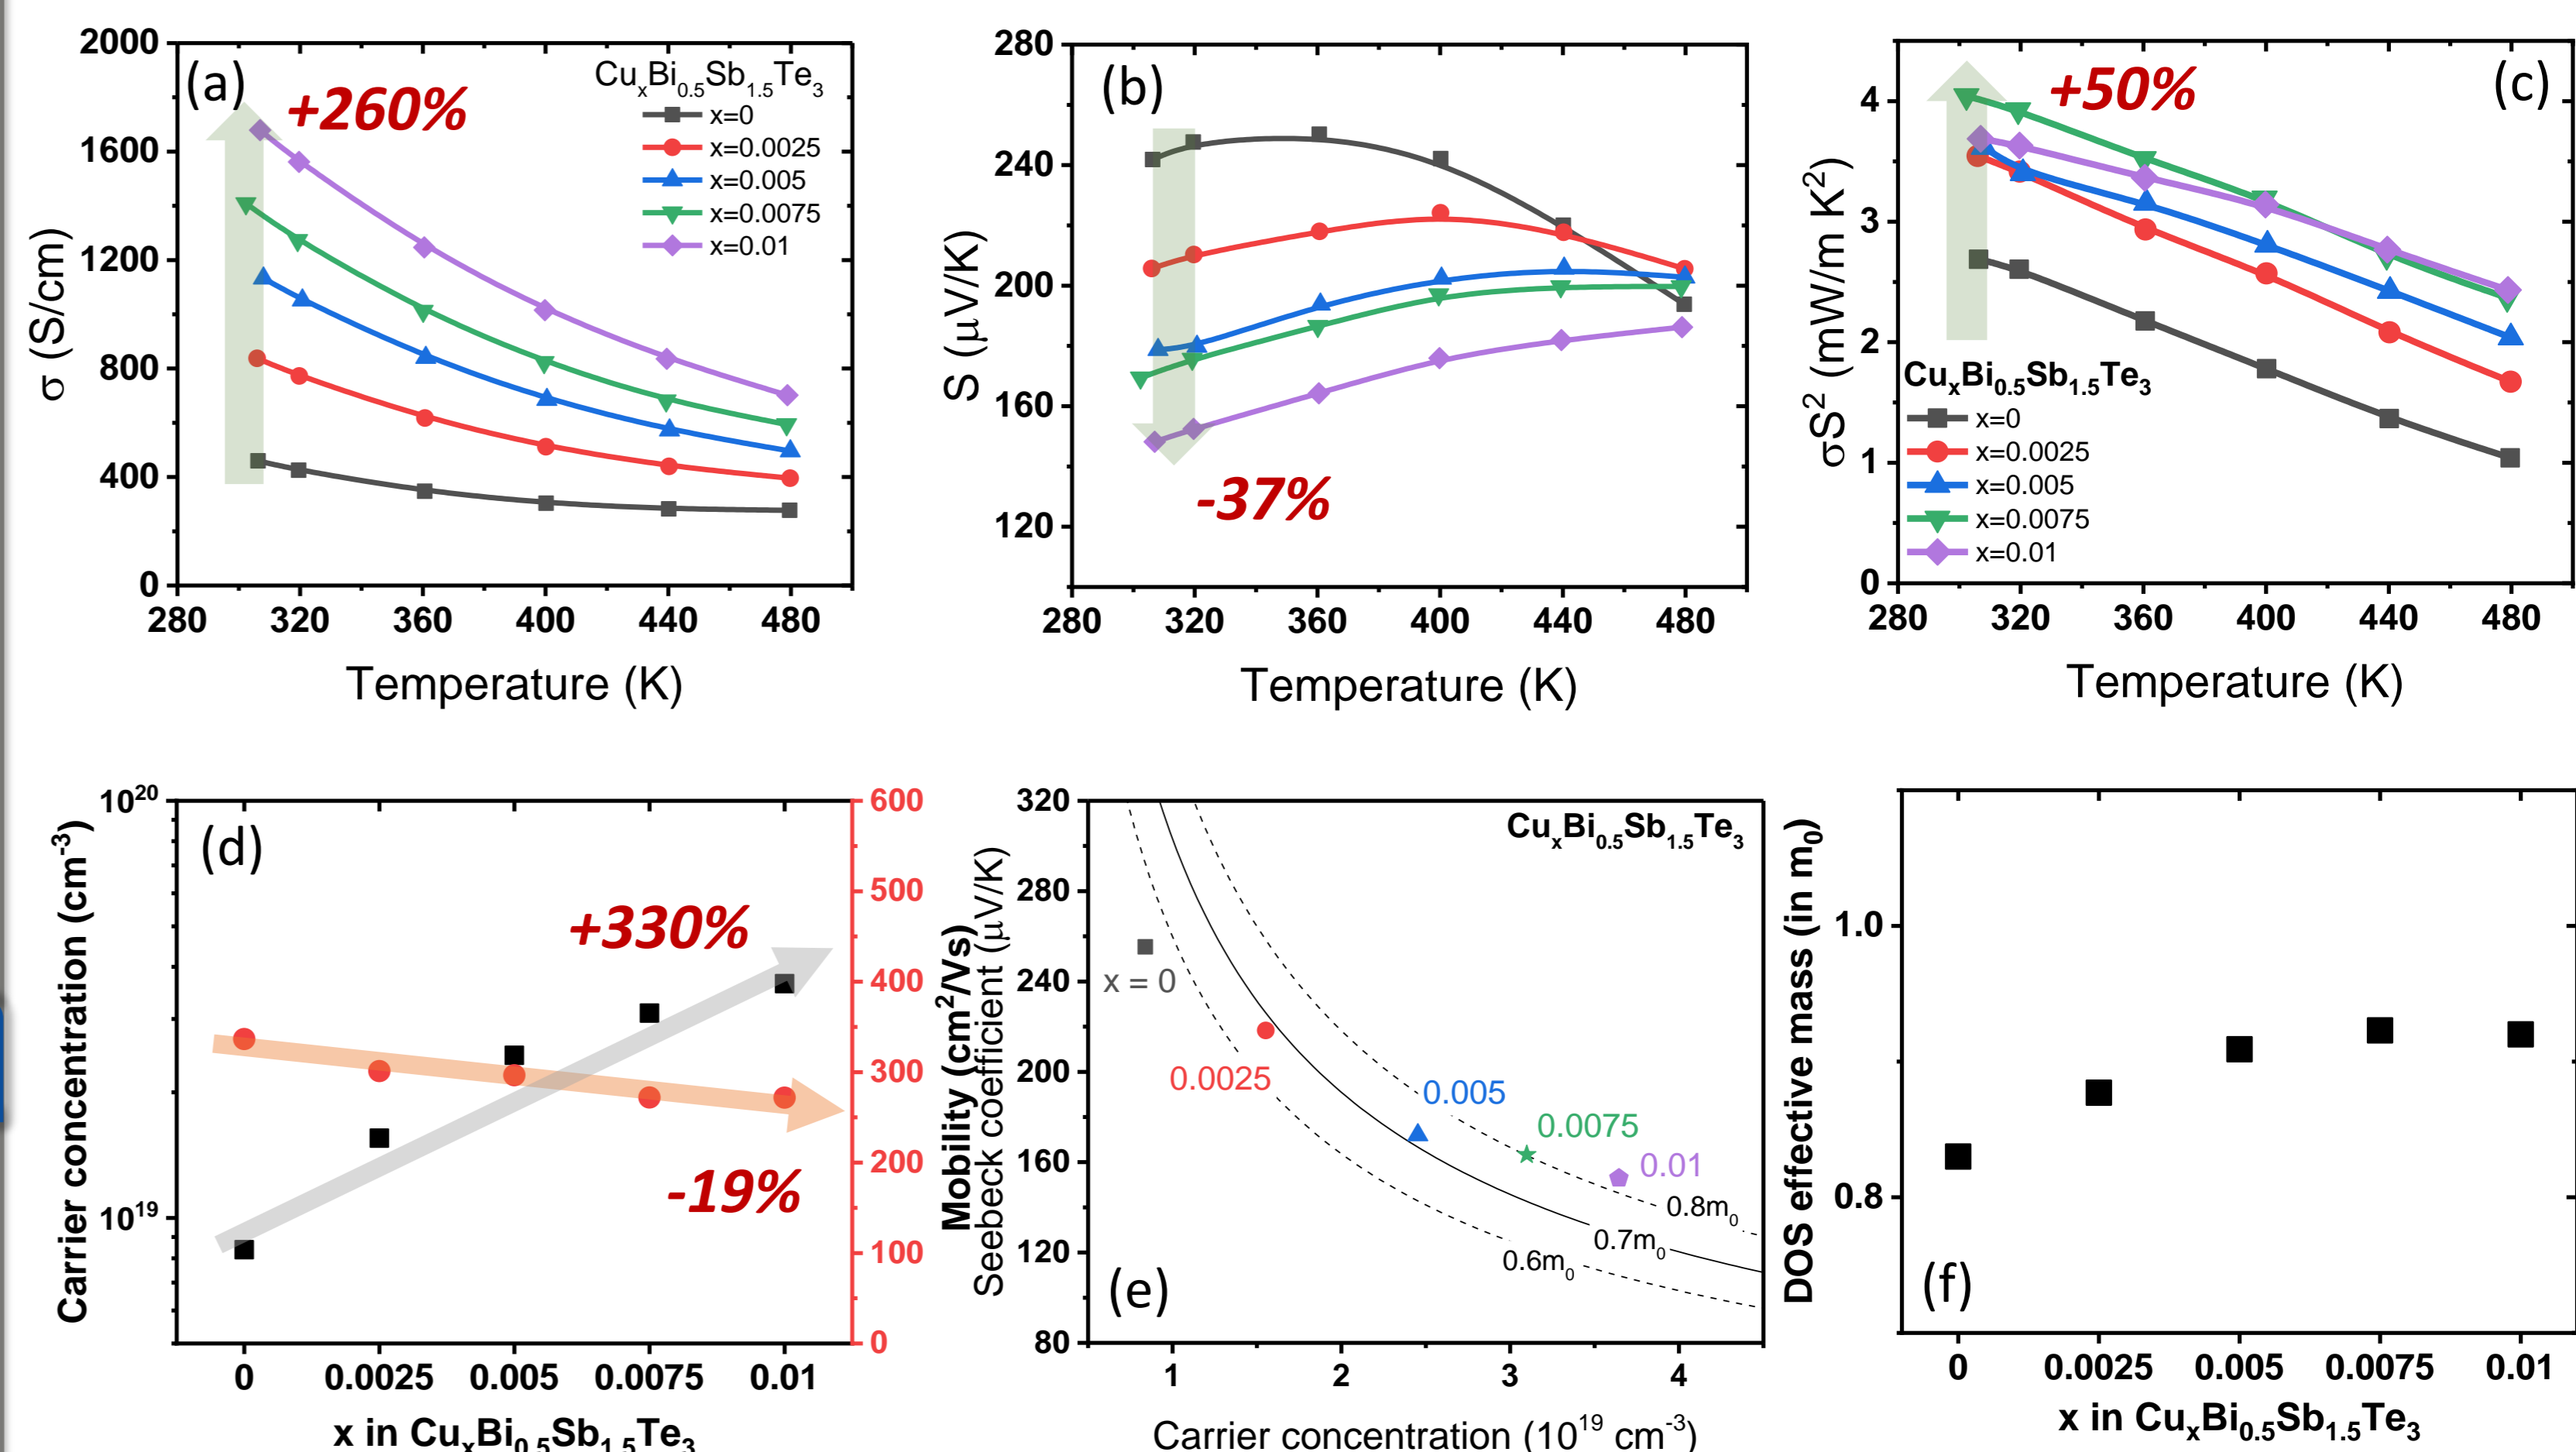 (a)
+260%
CuₓBi₀.₅Sb₁.₅Te₃
x=0
x=0.0025
x=0.005
x=0.0075
x=0.01
2000
1600
1200
800
400
0
σ (S/cm)
280 320 360 400 440 480
Temperature (K)
(b)
-37%
280
240
200
160
120
S (μV/K)
280 320 360 400 440 480
Temperature (K)
(c)
+50%
4
3
2
1
0
σS² (mW/m K²)
CuₓBi₀.₅Sb₁.₅Te₃
x=0
x=0.0025
x=0.005
x=0.0075
x=0.01
280 320 360 400 440 480
Temperature (K)
(d)
+330%
-19%
10²⁰
10¹⁹
Carrier concentration (cm⁻³)
600
500
400
300
200
100
0
Mobility (cm²/Vs)
0 0.0025 0.005 0.0075 0.01
x in CuₓBi₀.₅Sb₁.₅Te₃
(e)
CuₓBi₀.₅Sb₁.₅Te₃
320
280
240
200
160
120
80
Seebeck coefficient (μV/K)
x = 0
0.0025
0.005
0.0075
0.01
0.8m₀
0.7m₀
0.6m₀
1 2 3 4
Carrier concentration (10¹⁹ cm⁻³)
(f)
1.0
0.8
DOS effective mass (in m₀)
0 0.0025 0.005 0.0075 0.01
x in CuₓBi₀.₅Sb₁.₅Te₃